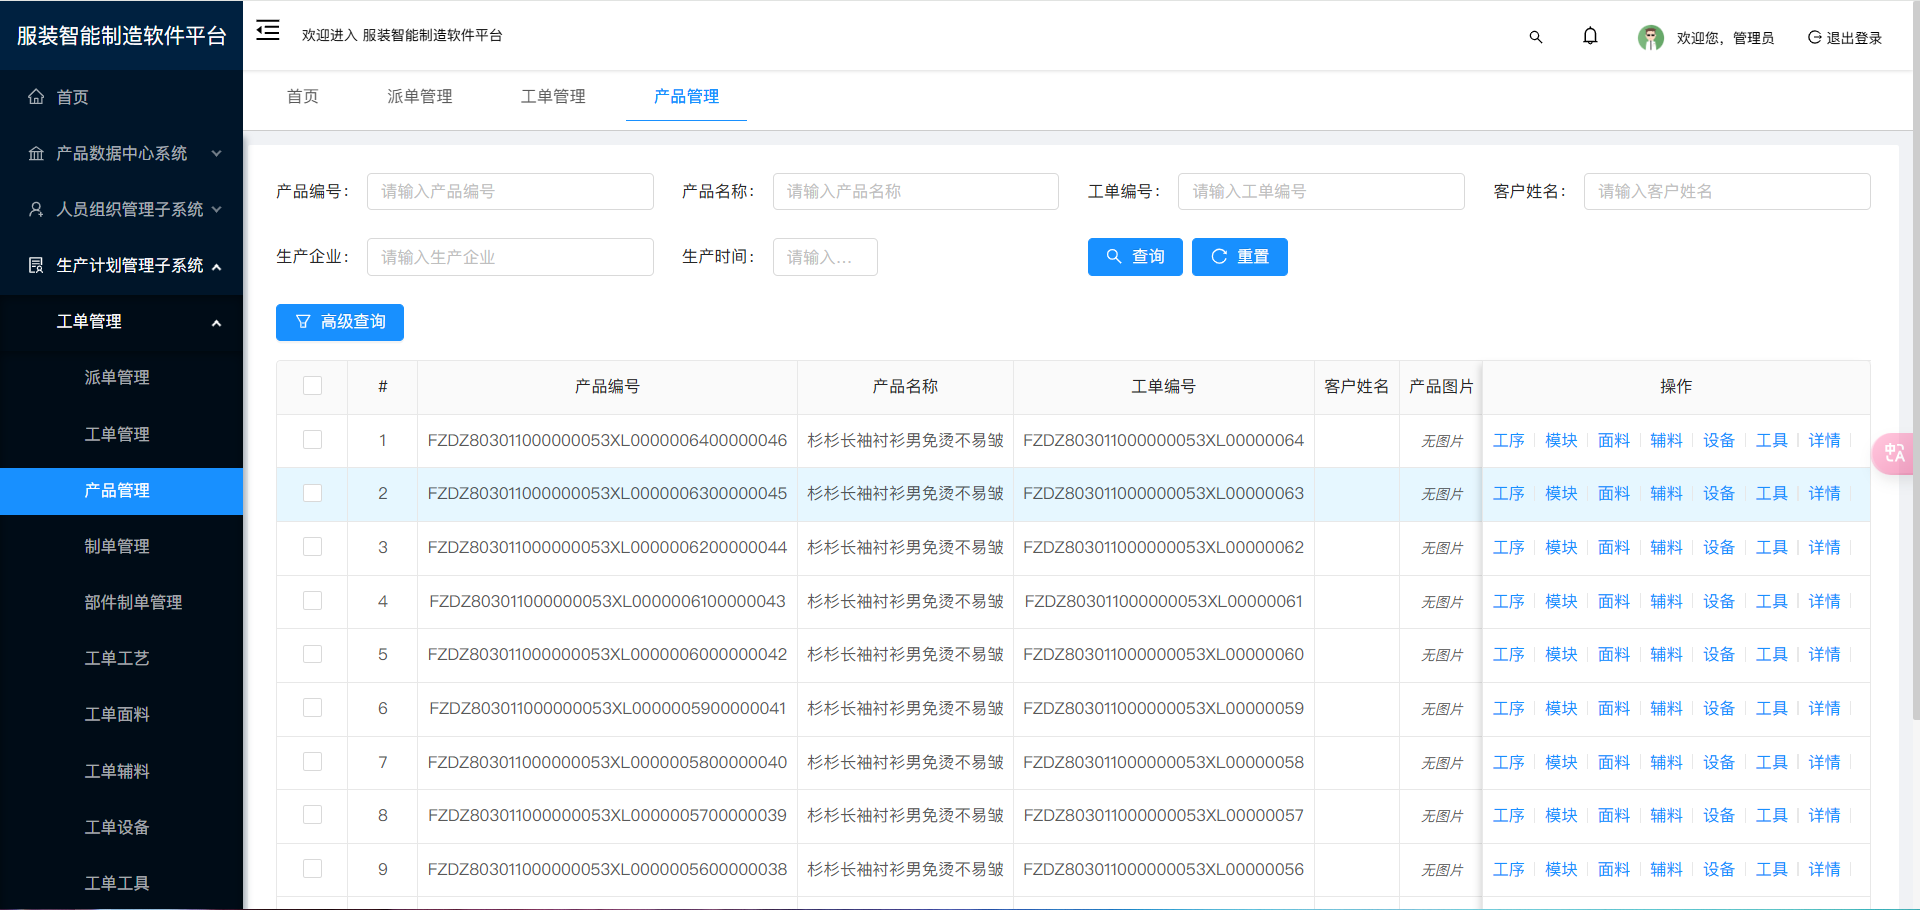 服装智能制造软件平台
欢迎进入 服装智能制造软件平台
欢迎您，管理员
退出登录
首页
产品数据中心系统
人员组织管理子系统
生产计划管理子系统
工单管理
派单管理
工单管理
产品管理
制单管理
部件制单管理
工单工艺
工单面料
工单辅料
工单设备
工单工具
首页 派单管理 工单管理 产品管理
产品编号： 请输入产品编号 产品名称： 请输入产品名称 工单编号： 请输入工单编号 客户姓名： 请输入客户姓名
生产企业： 请输入生产企业 生产时间： 请输入... 查询 重置
高级查询
# 产品编号 产品名称 工单编号 客户姓名 产品图片 操作
1 FZDZ803011000000053XL0000006400000046 杉杉长袖衬衫男免烫不易皱 FZDZ803011000000053XL00000064 无图片 工序 模块 面料 辅料 设备 工具 详情
2 FZDZ803011000000053XL0000006300000045 杉杉长袖衬衫男免烫不易皱 FZDZ803011000000053XL00000063 无图片 工序 模块 面料 辅料 设备 工具 详情
3 FZDZ803011000000053XL0000006200000044 杉杉长袖衬衫男免烫不易皱 FZDZ803011000000053XL00000062 无图片 工序 模块 面料 辅料 设备 工具 详情
4 FZDZ803011000000053XL0000006100000043 杉杉长袖衬衫男免烫不易皱 FZDZ803011000000053XL00000061 无图片 工序 模块 面料 辅料 设备 工具 详情
5 FZDZ803011000000053XL0000006000000042 杉杉长袖衬衫男免烫不易皱 FZDZ803011000000053XL00000060 无图片 工序 模块 面料 辅料 设备 工具 详情
6 FZDZ803011000000053XL0000005900000041 杉杉长袖衬衫男免烫不易皱 FZDZ803011000000053XL00000059 无图片 工序 模块 面料 辅料 设备 工具 详情
7 FZDZ803011000000053XL0000005800000040 杉杉长袖衬衫男免烫不易皱 FZDZ803011000000053XL00000058 无图片 工序 模块 面料 辅料 设备 工具 详情
8 FZDZ803011000000053XL0000005700000039 杉杉长袖衬衫男免烫不易皱 FZDZ803011000000053XL00000057 无图片 工序 模块 面料 辅料 设备 工具 详情
9 FZDZ803011000000053XL0000005600000038 杉杉长袖衬衫男免烫不易皱 FZDZ803011000000053XL00000056 无图片 工序 模块 面料 辅料 设备 工具 详情